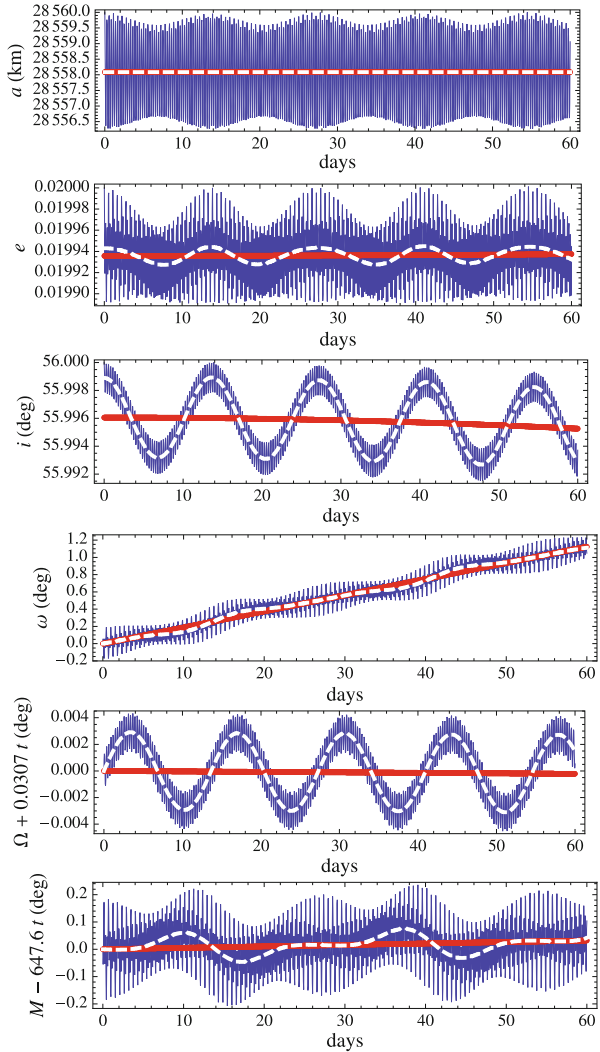 28 560.0
28 559.5
28 559.0
28 558.5
28 558.0
28 557.5
28 557.0
28 556.5
a (km)
0 10 20 30 40 50 60
days
0.02000
0.01998
0.01996
0.01994
0.01992
0.01990
e
0 10 20 30 40 50 60
days
56.000
55.998
55.996
55.994
55.992
i (deg)
0 10 20 30 40 50 60
days
1.2
1.0
0.8
0.6
0.4
0.2
0.0
−0.2
ω (deg)
0 10 20 30 40 50 60
days
0.004
0.002
0.000
−0.002
−0.004
Ω + 0.0307 t (deg)
0 10 20 30 40 50 60
days
0.2
0.1
0.0
−0.1
−0.2
M − 647.6 t (deg)
0 10 20 30 40 50 60
days